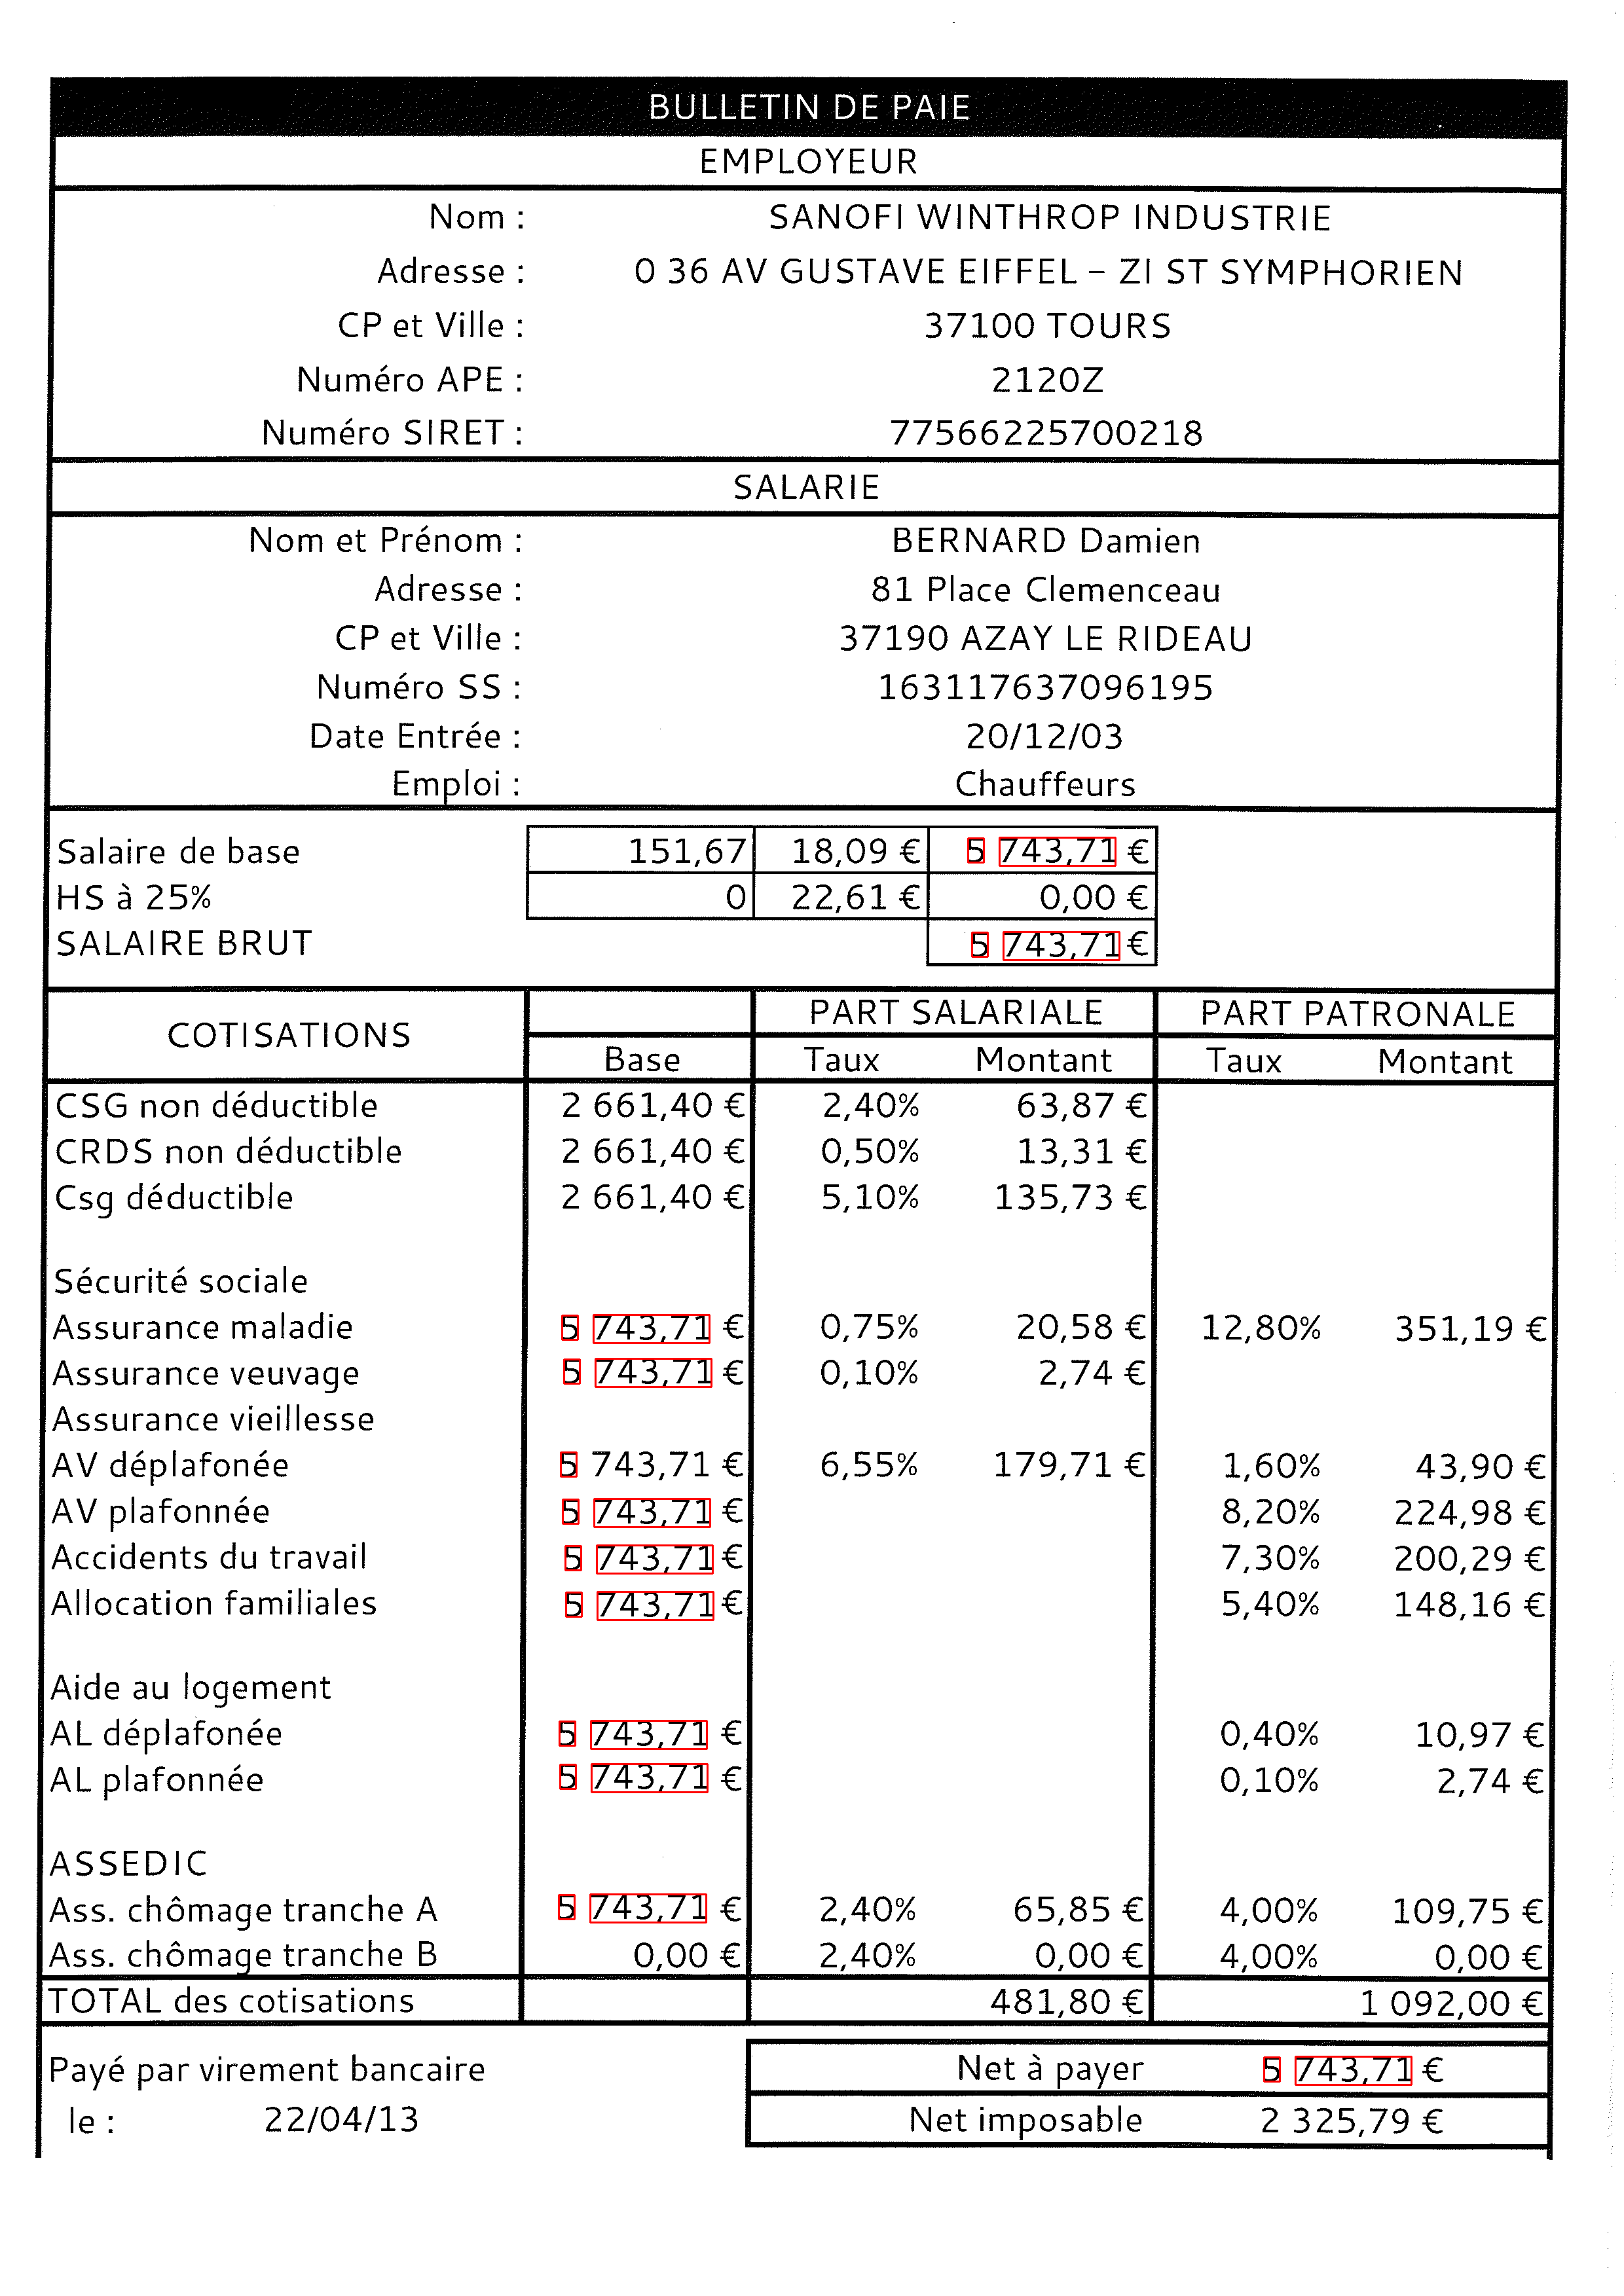 BULLETIN DE PAIE
EMPLOYEUR
Nom : SANOFI WINTHROP INDUSTRIE
Adresse : 0 36 AV GUSTAVE EIFFEL – ZI ST SYMPHORIEN
CP et Ville : 37100 TOURS
Numéro APE : 2120Z
Numéro SIRET : 77566225700218
SALARIE
Nom et Prénom : BERNARD Damien
Adresse : 81 Place Clemenceau
CP et Ville : 37190 AZAY LE RIDEAU
Numéro SS : 163117637096195
Date Entrée : 20/12/03
Emploi : Chauffeurs
Salaire de base 151,67 18,09 € 5 743,71 €
HS à 25% 0 22,61 € 0,00 €
SALAIRE BRUT 5 743,71 €
PART SALARIALE PART PATRONALE
COTISATIONS Base Taux Montant Taux Montant
CSG non déductible 2 661,40 € 2,40% 63,87 €
CRDS non déductible 2 661,40 € 0,50% 13,31 €
Csg déductible 2 661,40 € 5,10% 135,73 €
Sécurité sociale
Assurance maladie 5 743,71 € 0,75% 20,58 € 12,80% 351,19 €
Assurance veuvage 5 743,71 € 0,10% 2,74 €
Assurance vieillesse
AV déplafonée 5 743,71 € 6,55% 179,71 € 1,60% 43,90 €
AV plafonnée 5 743,71 € 8,20% 224,98 €
Accidents du travail 5 743,71 € 7,30% 200,29 €
Allocation familiales 5 743,71 € 5,40% 148,16 €
Aide au logement
AL déplafonée 5 743,71 € 0,40% 10,97 €
AL plafonnée 5 743,71 € 0,10% 2,74 €
ASSEDIC
Ass. chômage tranche A 5 743,71 € 2,40% 65,85 € 4,00% 109,75 €
Ass. chômage tranche B 0,00 € 2,40% 0,00 € 4,00% 0,00 €
TOTAL des cotisations 481,80 € 1 092,00 €
Payé par virement bancaire Net à payer 5 743,71 €
le : 22/04/13 Net imposable 2 325,79 €